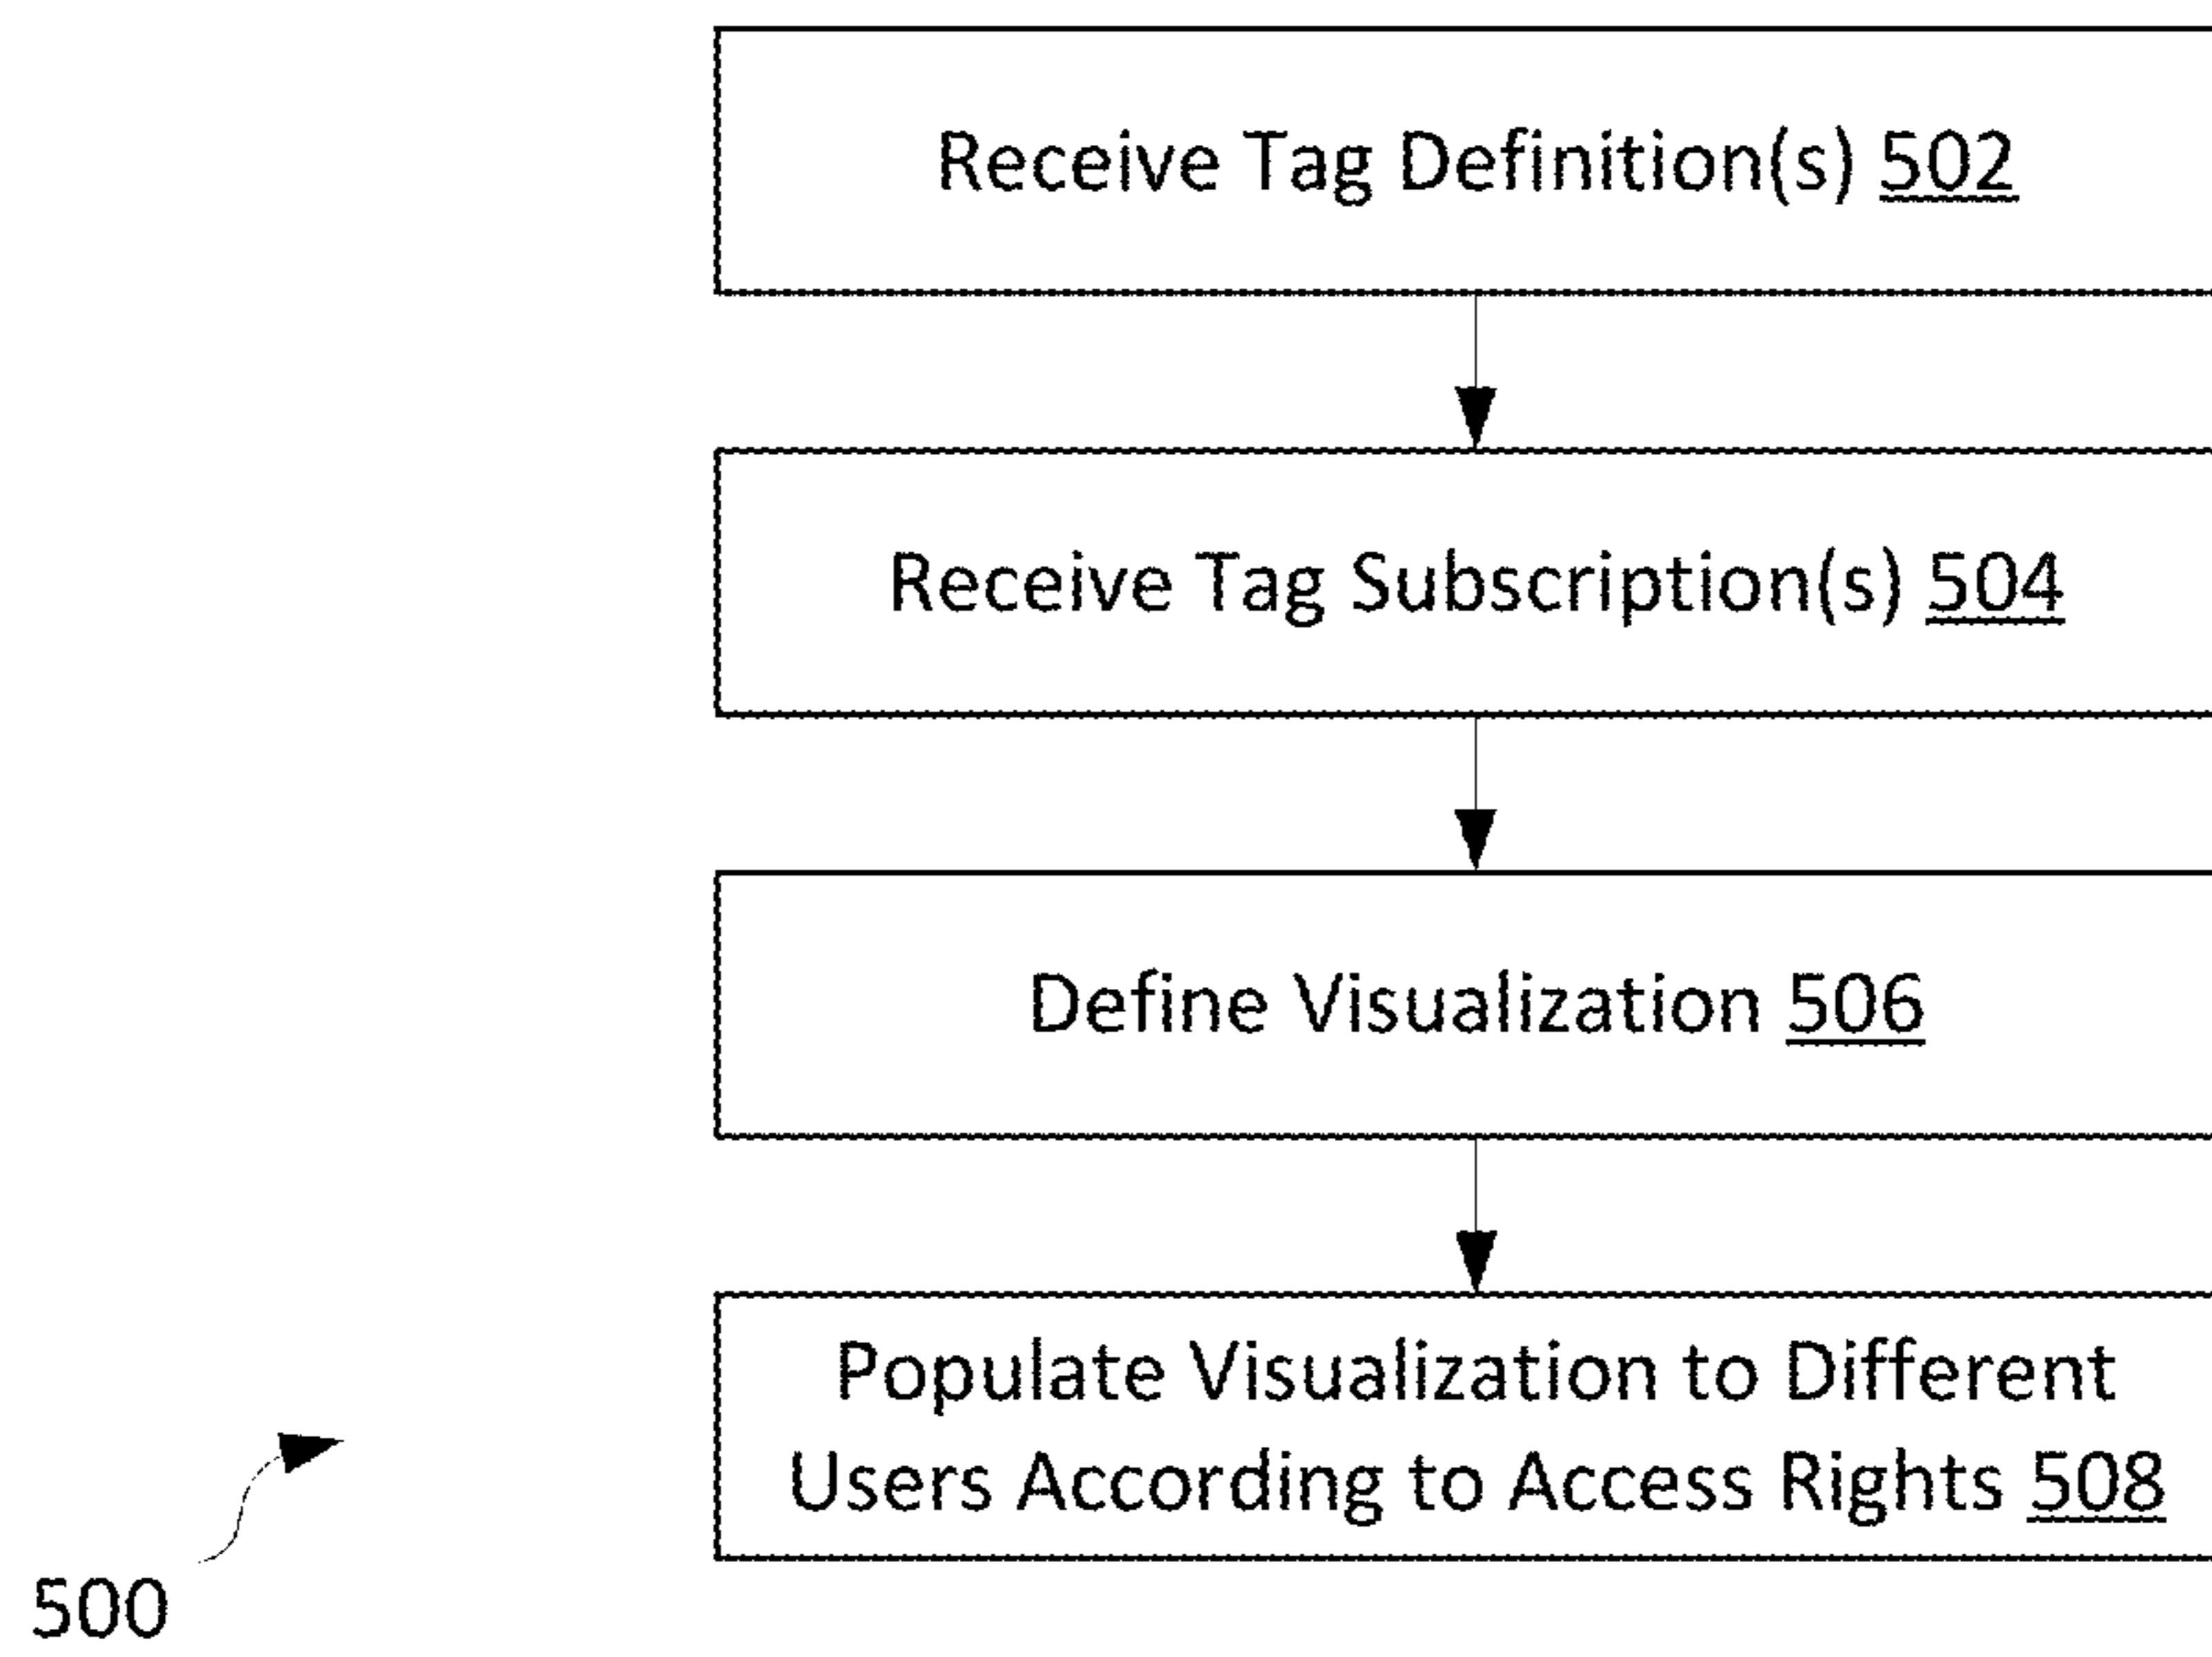 Receive Tag Definition(s) 502
Receive Tag Subscription(s) 504
Define Visualization 506
Populate Visualization to Different
Users According to Access Rights 508
500